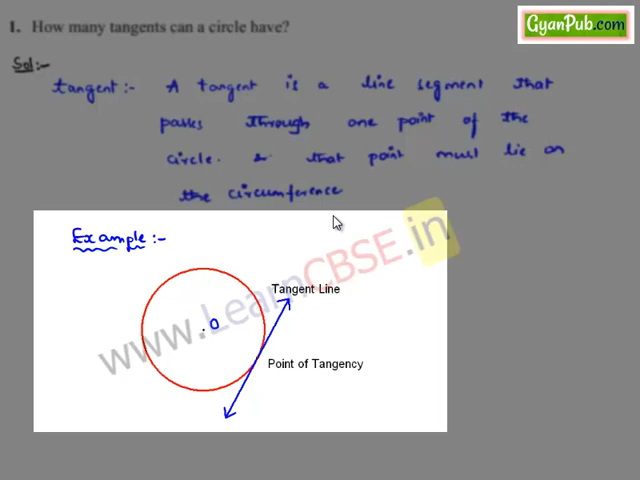 1. How many tangents can a circle have?
GyanPub.com
Sol:-
tangent:- A tangent is a line segment that
passes through one point of the
circle. & that point must lie on
the circumference
Example:-
Tangent Line
O
Point of Tangency
www.LearnCBSE.in